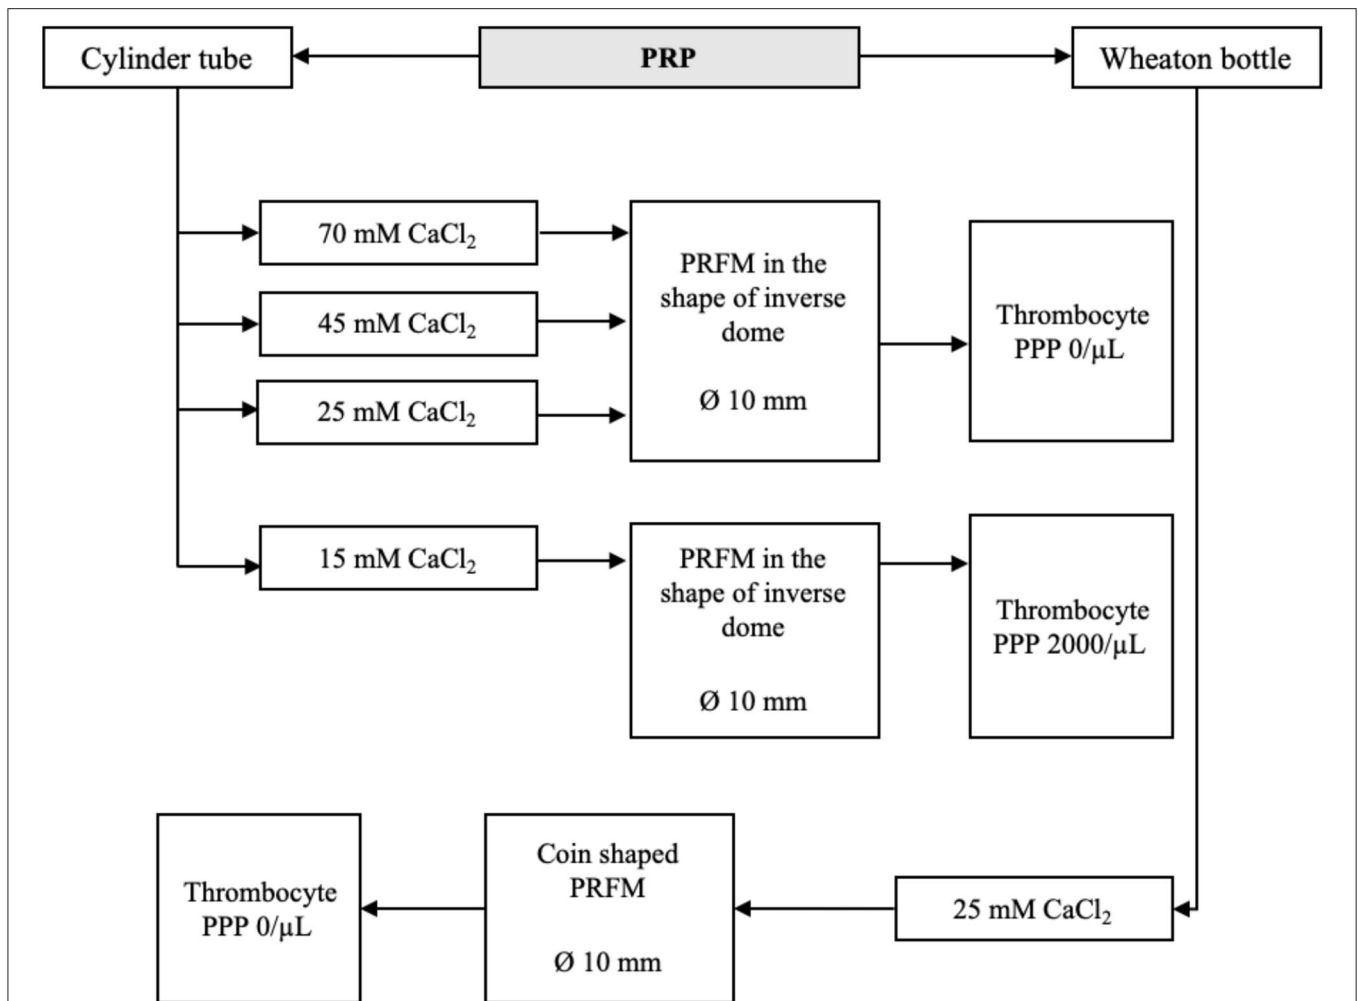 Cylinder tube
PRP
Wheaton bottle
70 mM CaCl₂
45 mM CaCl₂
25 mM CaCl₂
PRFM in the
shape of inverse
dome
Ø 10 mm
Thrombocyte
PPP 0/µL
15 mM CaCl₂
PRFM in the
shape of inverse
dome
Ø 10 mm
Thrombocyte
PPP 2000/µL
Thrombocyte
PPP 0/µL
Coin shaped
PRFM
Ø 10 mm
25 mM CaCl₂